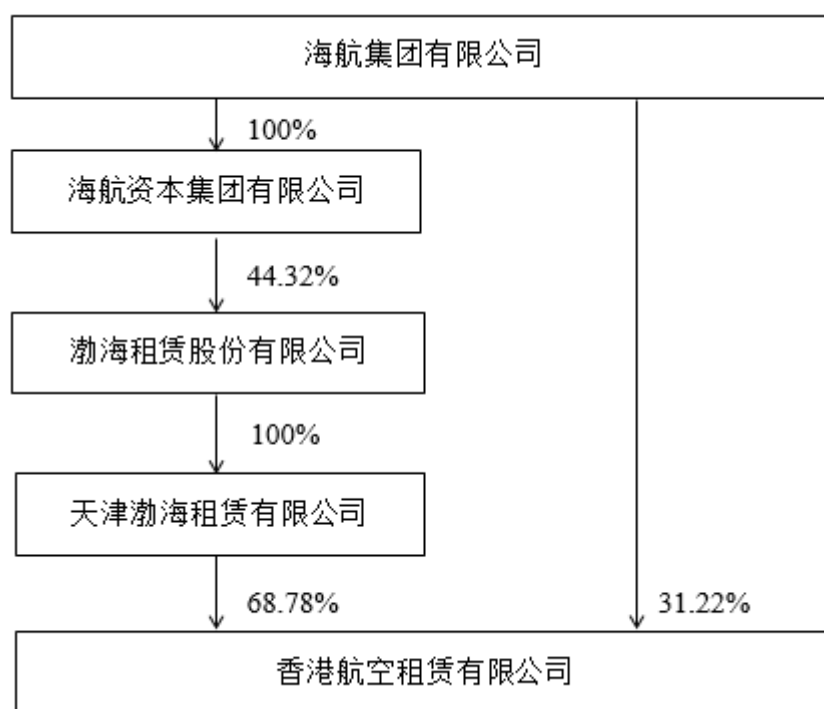 海航集团有限公司
100%
海航资本集团有限公司
44.32%
渤海租赁股份有限公司
100%
天津渤海租赁有限公司
68.78%
31.22%
香港航空租赁有限公司